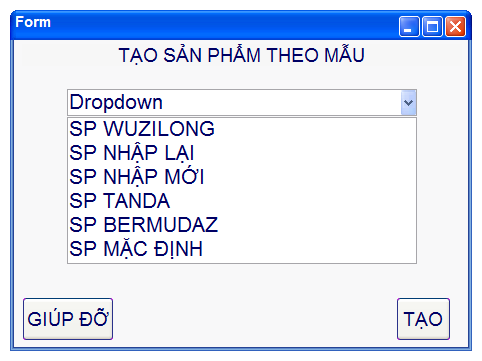 Form
TẠO SẢN PHẨM THEO MẪU
Dropdown
SP WUZILONG
SP NHẬP LẠI
SP NHẬP MỚI
SP TANDA
SP BERMUDAZ
SP MẶC ĐỊNH
GIÚP ĐỠ
TẠO